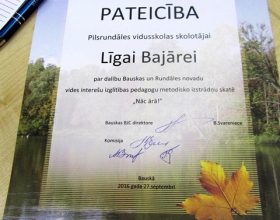 PATEICĪBA
Pilsrundāles vidusskolas skolotājai
Līgai Bajārei
par dalību Bauskas un Rundāles novadu
vides interešu izglītības pedagogu metodisko izstrādņu skatē
„Nāc ārā!"
Bauskas BJC direktore B.Svareniece
Komisija
Bauskā
2016.gada 27.septembrī